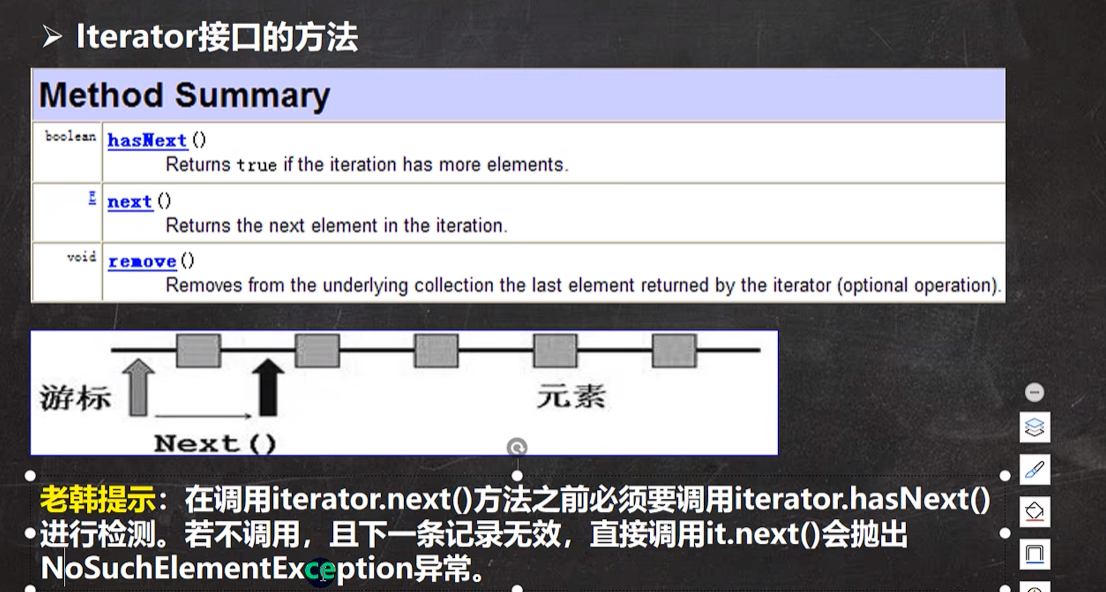 ➢ Iterator接口的方法
Method Summary
boolean hasNext()
Returns true if the iteration has more elements.
E next()
Returns the next element in the iteration.
void remove()
Removes from the underlying collection the last element returned by the iterator (optional operation).
游标 元素
Next()
老韩提示：在调用iterator.next()方法之前必须要调用iterator.hasNext()
进行检测。若不调用，且下一条记录无效，直接调用it.next()会抛出
NoSuchElementException异常。